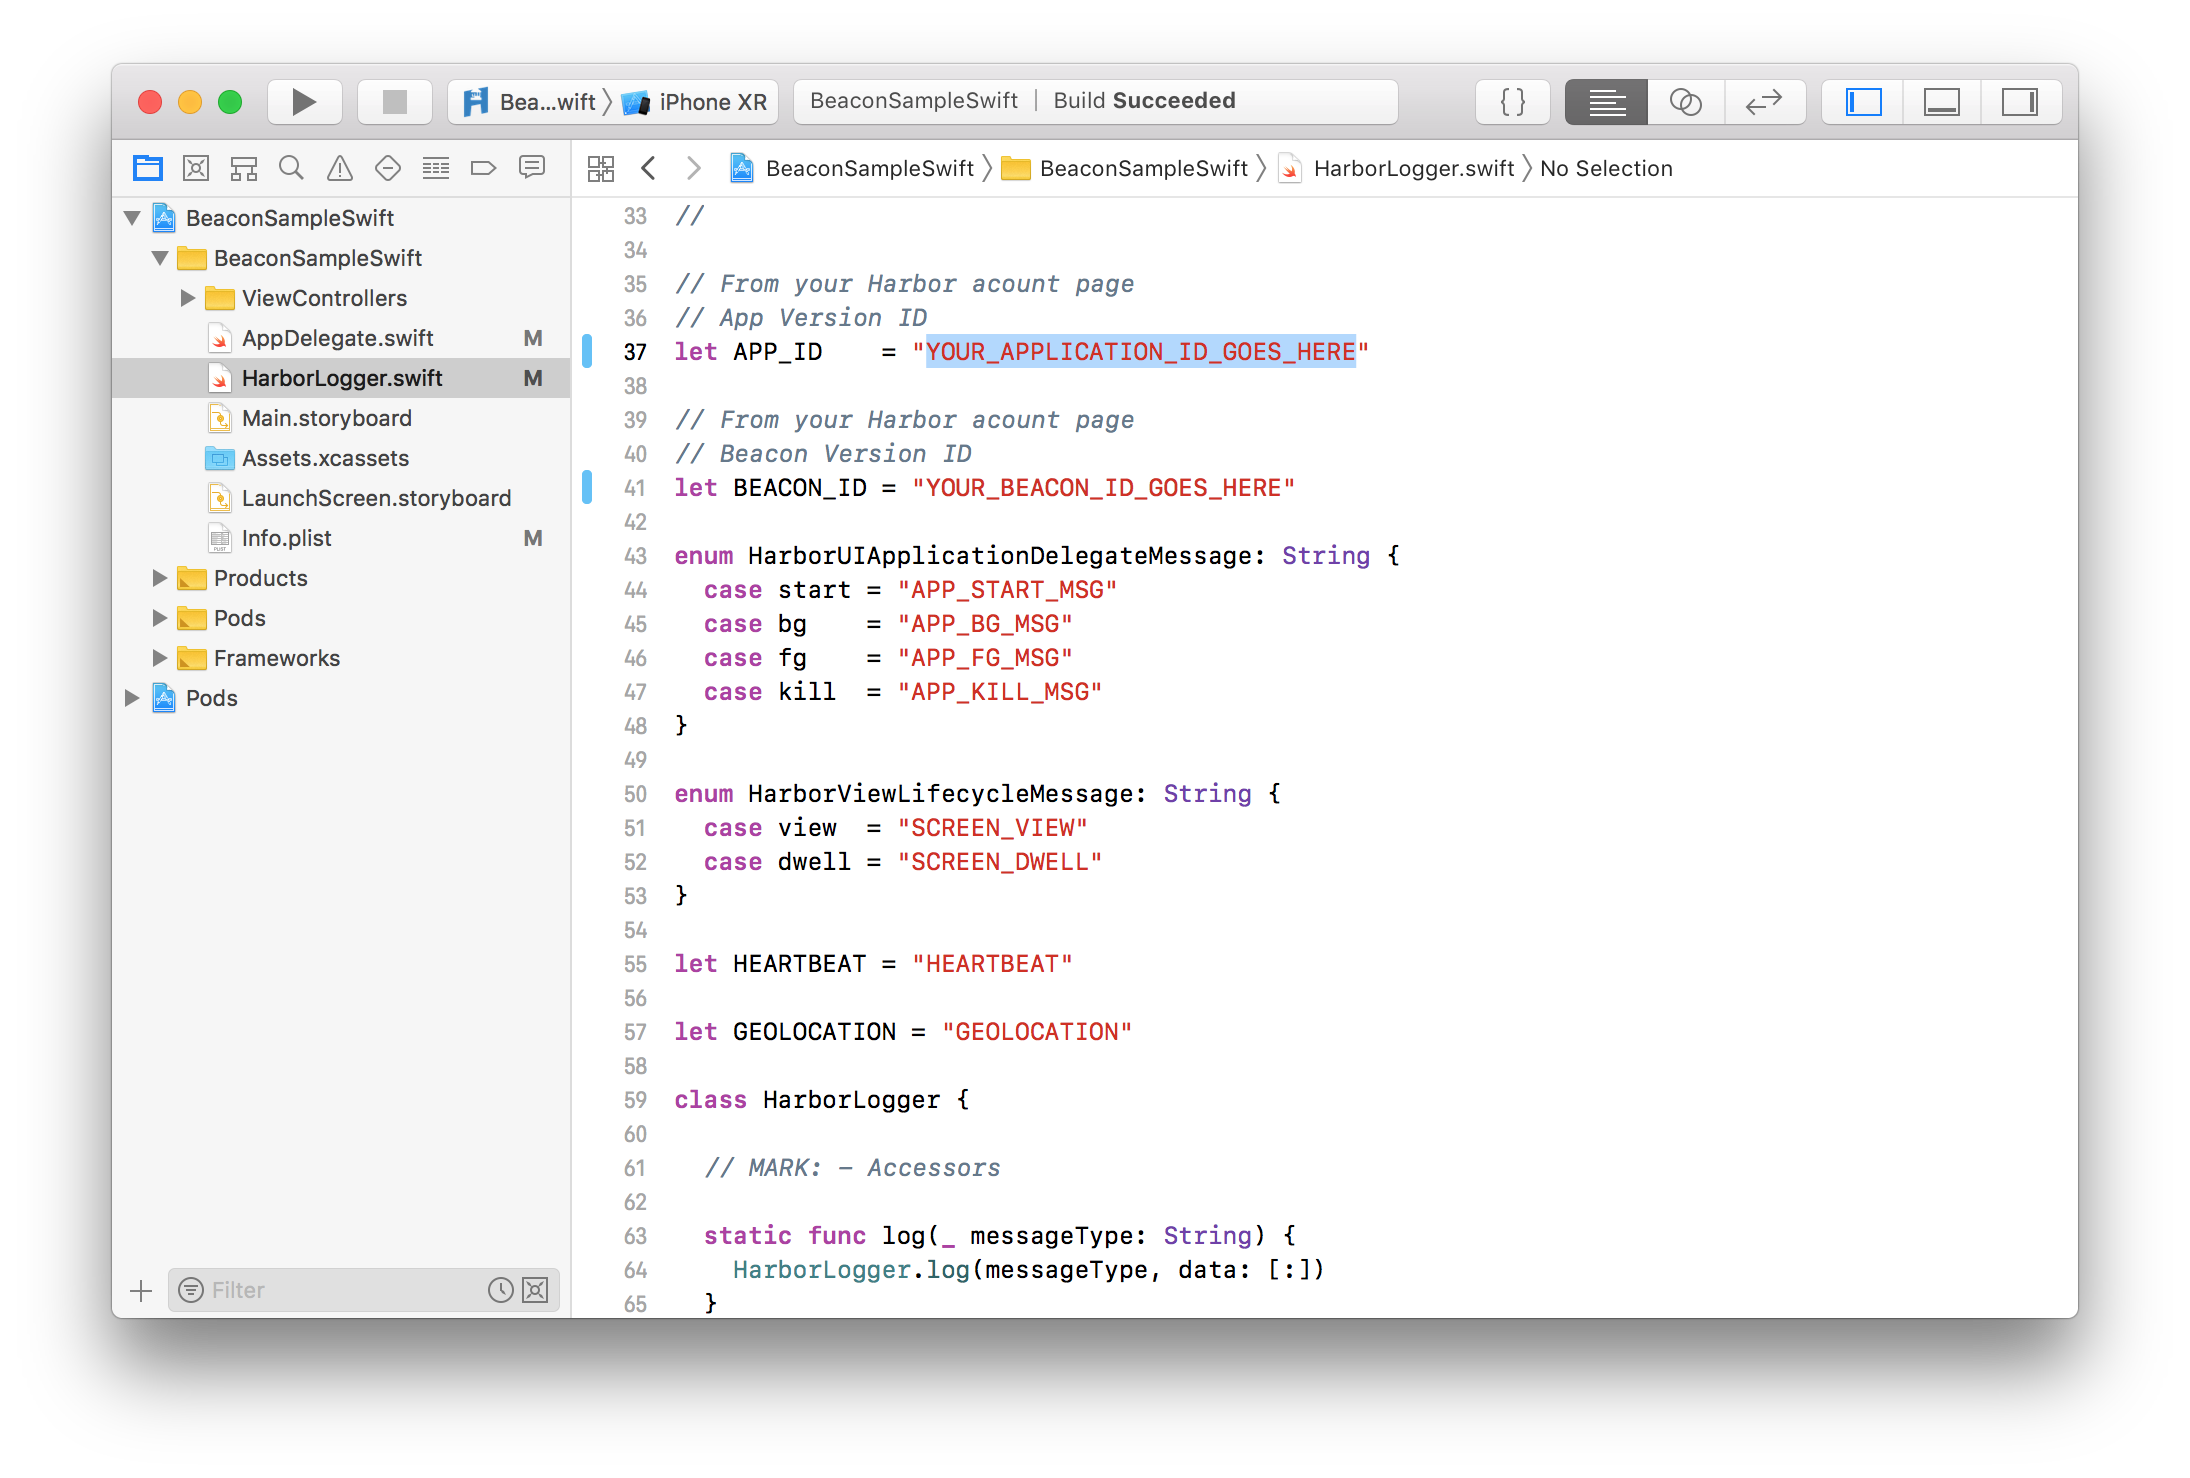 Bea...wift iPhone XR BeaconSampleSwift | Build Succeeded { }
BeaconSampleSwift BeaconSampleSwift HarborLogger.swift No Selection
BeaconSampleSwift
BeaconSampleSwift
ViewControllers
AppDelegate.swift M
HarborLogger.swift M
Main.storyboard
Assets.xcassets
LaunchScreen.storyboard
Info.plist M
Products
Pods
Frameworks
Pods
Filter
33 //
34
35 // From your Harbor acount page
36 // App Version ID
37 let APP_ID    = "YOUR_APPLICATION_ID_GOES_HERE"
38
39 // From your Harbor acount page
40 // Beacon Version ID
41 let BEACON_ID = "YOUR_BEACON_ID_GOES_HERE"
42
43 enum HarborUIApplicationDelegateMessage: String {
44   case start = "APP_START_MSG"
45   case bg    = "APP_BG_MSG"
46   case fg    = "APP_FG_MSG"
47   case kill  = "APP_KILL_MSG"
48 }
49
50 enum HarborViewLifecycleMessage: String {
51   case view  = "SCREEN_VIEW"
52   case dwell = "SCREEN_DWELL"
53 }
54
55 let HEARTBEAT = "HEARTBEAT"
56
57 let GEOLOCATION = "GEOLOCATION"
58
59 class HarborLogger {
60
61   // MARK: - Accessors
62
63   static func log(_ messageType: String) {
64     HarborLogger.log(messageType, data: [:])
65   }